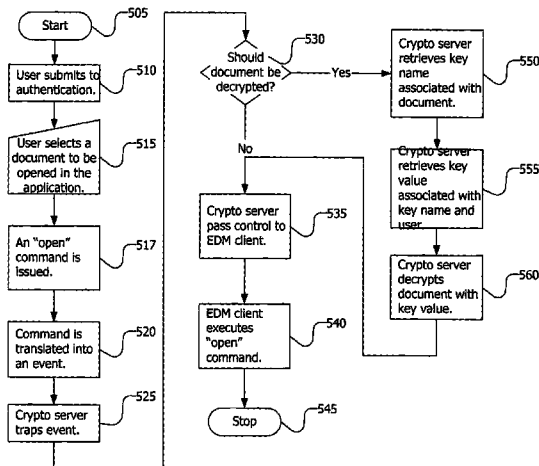 Start
505
User submits to
authentication.
510
User selects a
document to be
opened in the
application.
515
An "open"
command is
issued.
517
Command is
translated into
an event.
520
Crypto server
traps event.
525
Should
document be
decrypted?
530
Yes
No
Crypto server
pass control to
EDM client.
535
EDM client
executes
"open"
command.
540
Stop
545
Crypto server
retrieves key
name
associated with
document.
550
Crypto server
retrieves key
value
associated with
key name and
user.
555
Crypto server
decrypts
document with
key value.
560